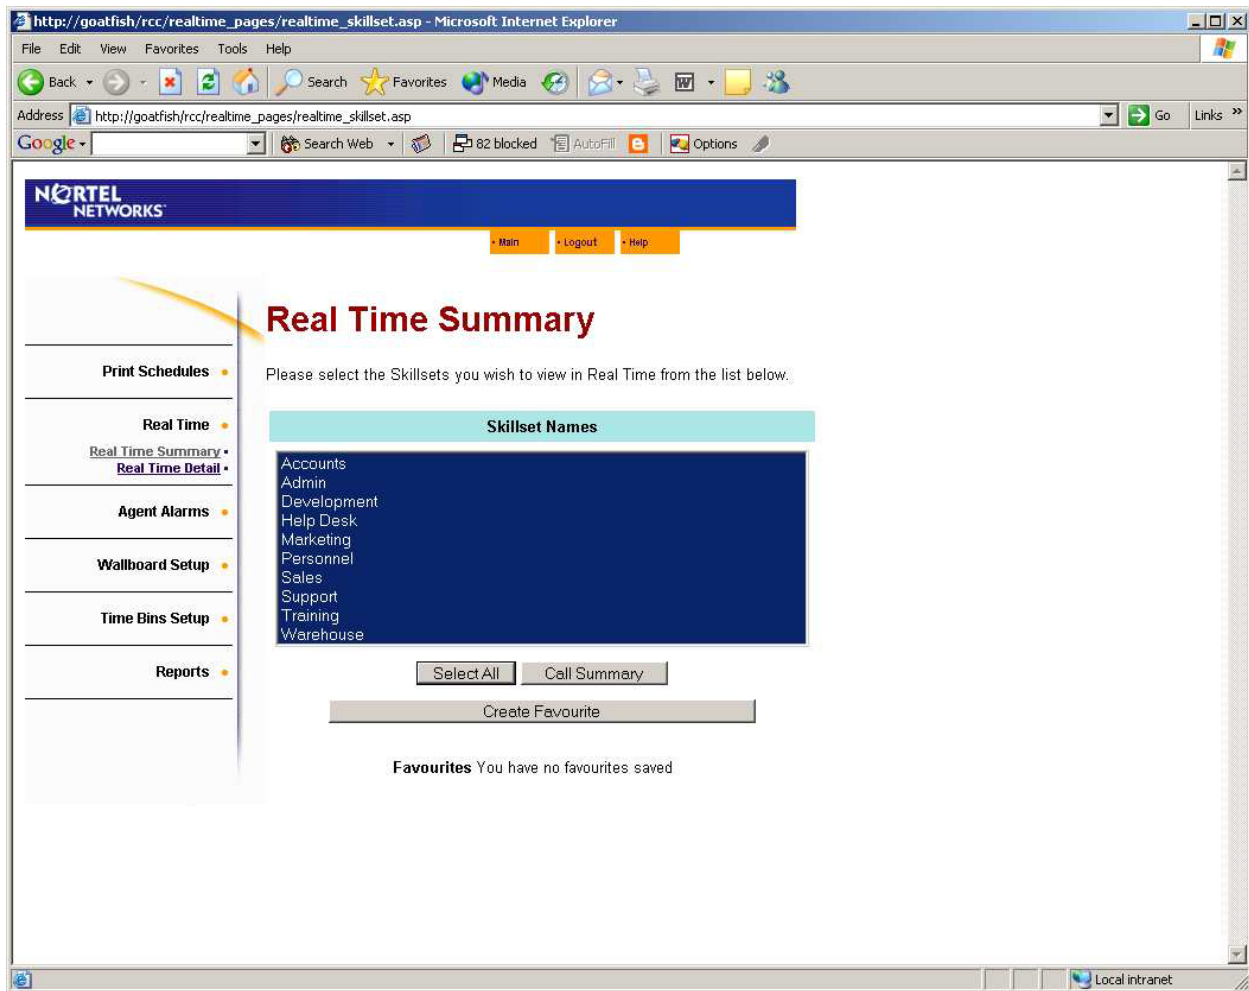 http://goatfish/rcc/realtime_pages/realtime_skillset.asp - Microsoft Internet Explorer
File Edit View Favorites Tools Help
Back Search Favorites Media
Address http://goatfish/rcc/realtime_pages/realtime_skillset.asp Go Links »
Google Search Web 82 blocked AutoFill Options
NORTEL
NETWORKS
• Main • Logout • Help
Real Time Summary
Please select the Skillsets you wish to view in Real Time from the list below.
Print Schedules
Real Time
Real Time Summary
Real Time Detail
Agent Alarms
Wallboard Setup
Time Bins Setup
Reports
Skillset Names
Accounts
Admin
Development
Help Desk
Marketing
Personnel
Sales
Support
Training
Warehouse
Select All Call Summary
Create Favourite
Favourites You have no favourites saved
Local intranet